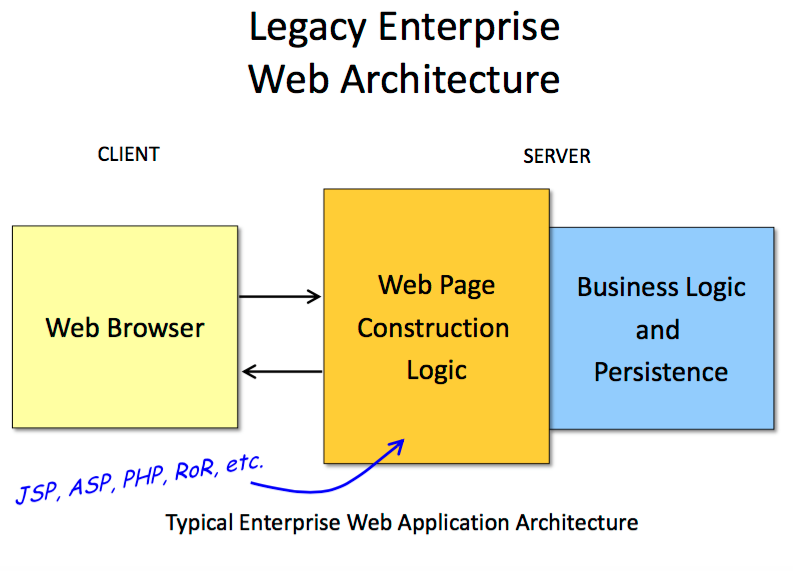 Legacy Enterprise
Web Architecture
CLIENT
SERVER
Web Browser
Web Page
Construction
Logic
Business Logic
and
Persistence
JSP, ASP, PHP, RoR, etc.
Typical Enterprise Web Application Architecture